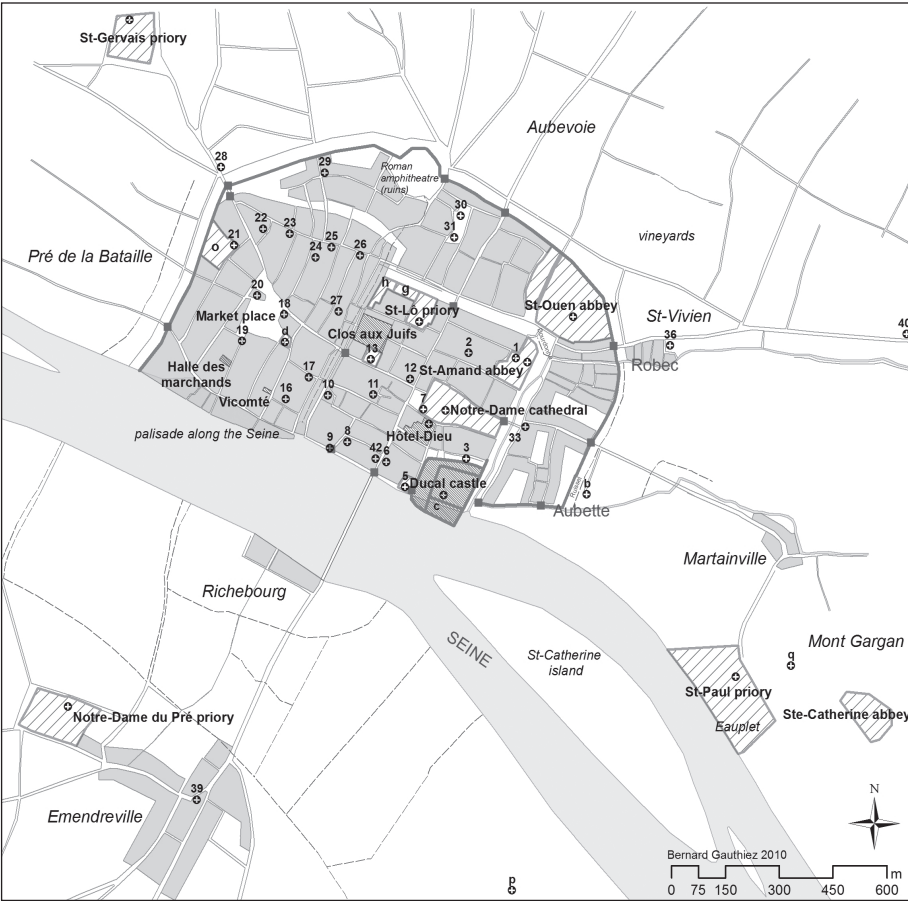 St-Gervais priory
Aubevoie
28
29
Roman
amphitheatre
(ruins)
30
22
23
31
21
o
25
24
26
vineyards
Pré de la Bataille
20
h
g
St-Ouen abbey
18
27
St-Lô priory
Market place
St-Vivien
40
19
d
Clos aux Juifs
36
2
1
13
Robec
Halle des
marchands
17
12
St-Amand abbey
16
10
11
Vicomté
7
Notre-Dame cathedral
palisade along the Seine
9
8
Hôtel-Dieu
33
42
6
3
5
Ducal castle
b
c
Aubette
Martainville
Richebourg
SEINE
St-Catherine
island
Mont Gargan
q
St-Paul priory
Notre-Dame du Pré priory
Ste-Catherine abbey
Eauplet
39
Emendreville
N
Bernard Gauthiez 2010
m
0 75 150 300 450 600
p